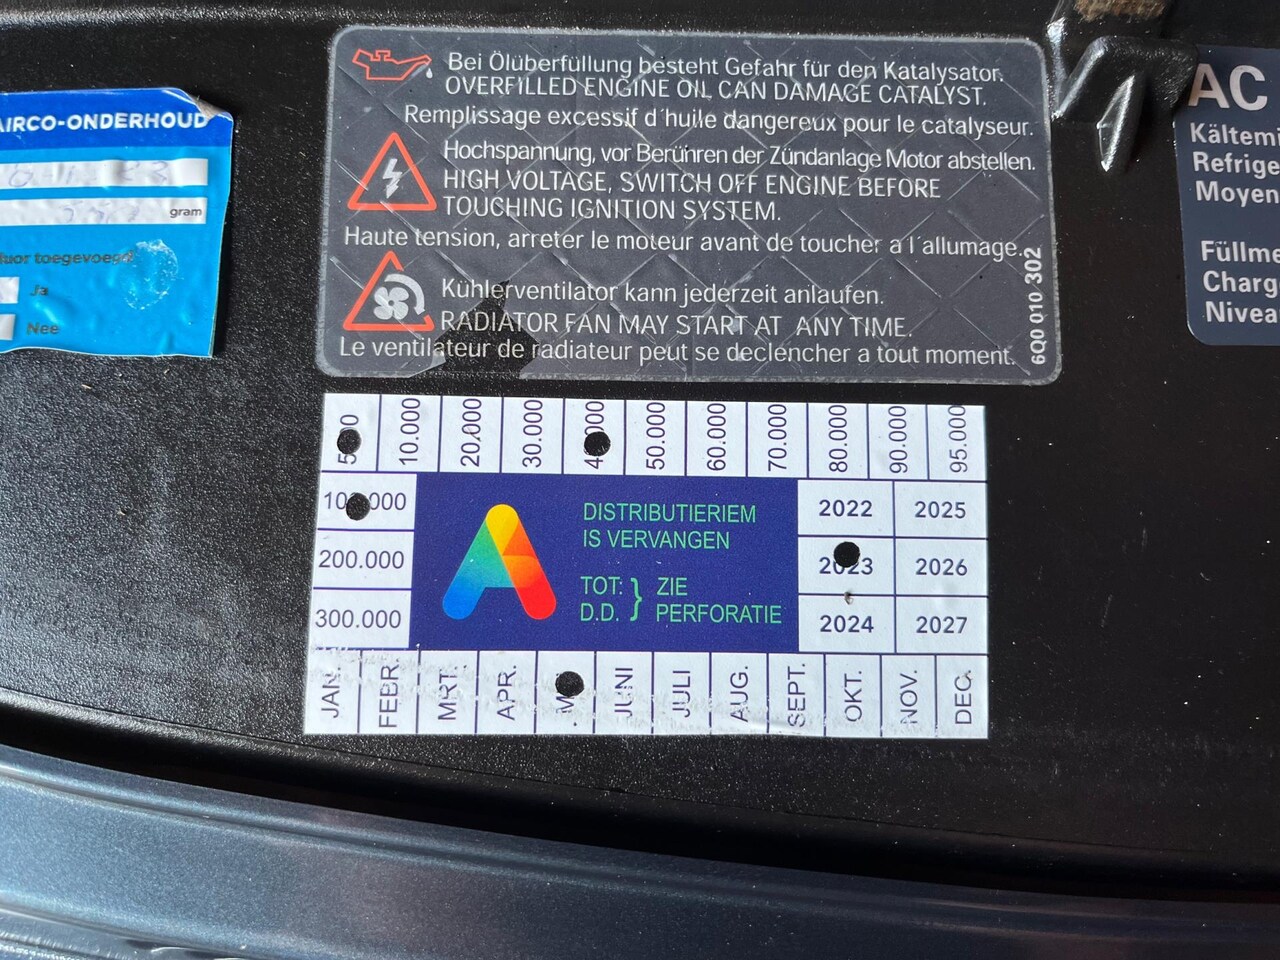 AIRCO-ONDERHOUD
gram
toegevoegd
Ja
Nee
Bei Ölüberfüllung besteht Gefahr für den Katalysator.
OVERFILLED ENGINE OIL CAN DAMAGE CATALYST.
Remplissage excessif d´huile dangereux pour le catalyseur.
Hochspannung, vor Berühren der Zündanlage Motor abstellen.
HIGH VOLTAGE, SWITCH OFF ENGINE BEFORE
TOUCHING IGNITION SYSTEM.
Haute tension, arreter le moteur avant de toucher a l´allumage.
Kühlerventilator kann jederzeit anlaufen.
RADIATOR FAN MAY START AT ANY TIME.
Le ventilateur de radiateur peut se declencher a tout moment.
6Q0 010 302
AC
10.000
20.000
30.000
50.000
60.000
70.000
80.000
90.000
95.000
200.000
300.000
DISTRIBUTIERIEM
IS VERVANGEN
TOT: } ZIE
D.D. PERFORATIE
2022 2025
2023 2026
2024 2027
JAN.
FEBR.
MRT.
APR.
JUNI
JULI
AUG.
SEPT.
OKT.
NOV.
DEC.